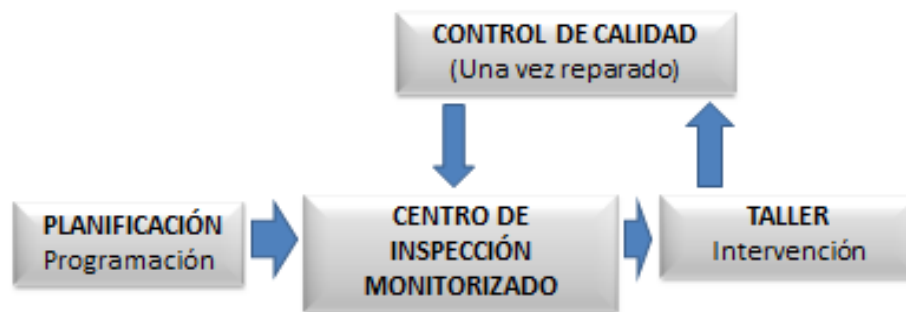 CONTROL DE CALIDAD
(Una vez reparado)
PLANIFICACIÓN
Programación
CENTRO DE
INSPECCIÓN
MONITORIZADO
TALLER
Intervención